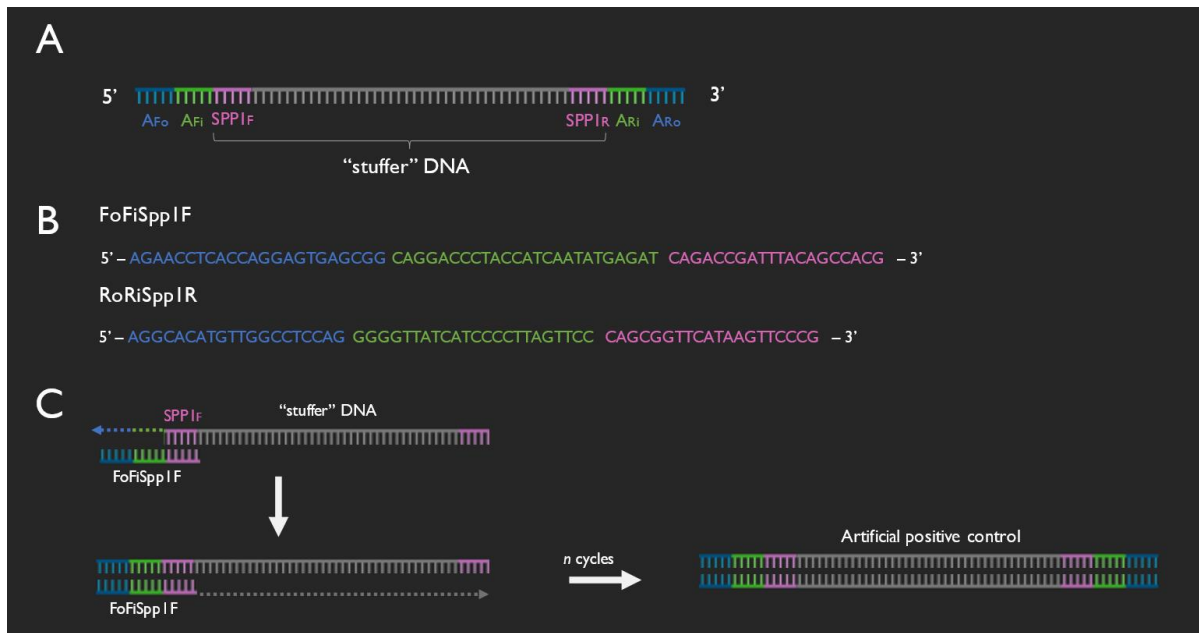 A
5' 3'
AFo AFi SPP1F SPP1R ARi ARo
“stuffer” DNA
B
FoFiSpp1F
5' – AGAACCTCACCAGGAGTGAGCGG CAGGACCCTACCATCAATATGAGAT CAGACCGATTTACAGCCACG – 3'
RoRiSpp1R
5' – AGGCACATGTTGGCCTCCAG GGGGTTATCATCCCCTTAGTTCC CAGCGGTTCATAAGTTCCCG – 3'
C
SPP1F “stuffer” DNA
FoFiSpp1F
n cycles
Artificial positive control
FoFiSpp1F